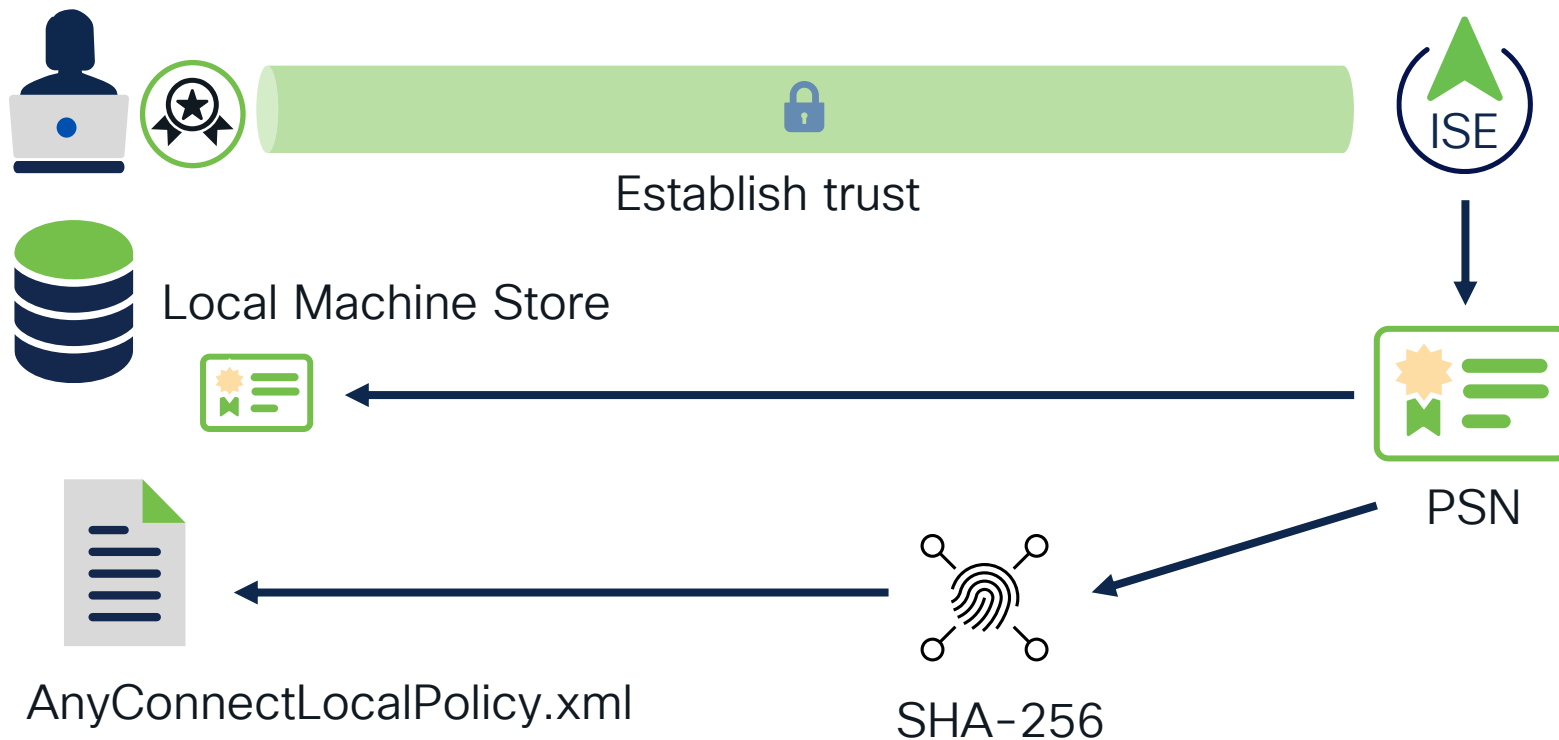 ISE
Establish trust
Local Machine Store
PSN
AnyConnectLocalPolicy.xml
SHA-256